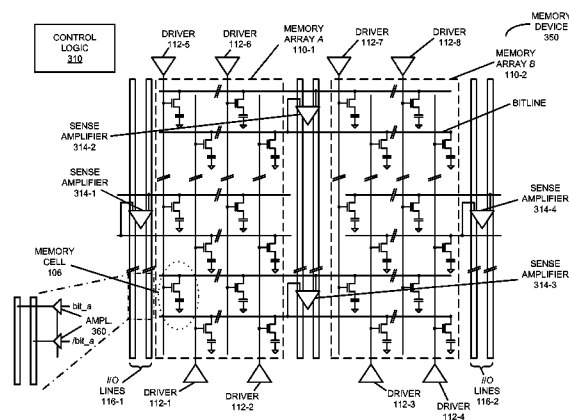 CONTROL
LOGIC
310
DRIVER
112-5
DRIVER
112-6
MEMORY
ARRAY A
110-1
DRIVER
112-7
DRIVER
112-8
MEMORY
DEVICE
350
MEMORY
ARRAY B
110-2
BITLINE
SENSE
AMPLIFIER
314-2
SENSE
AMPLIFIER
314-1
SENSE
AMPLIFIER
314-4
MEMORY
CELL
106
SENSE
AMPLIFIER
314-3
bit_a
AMPL.
360
/bit_a
I/O
LINES
116-1
DRIVER
112-1
DRIVER
112-2
DRIVER
112-3
DRIVER
112-4
I/O
LINES
116-2